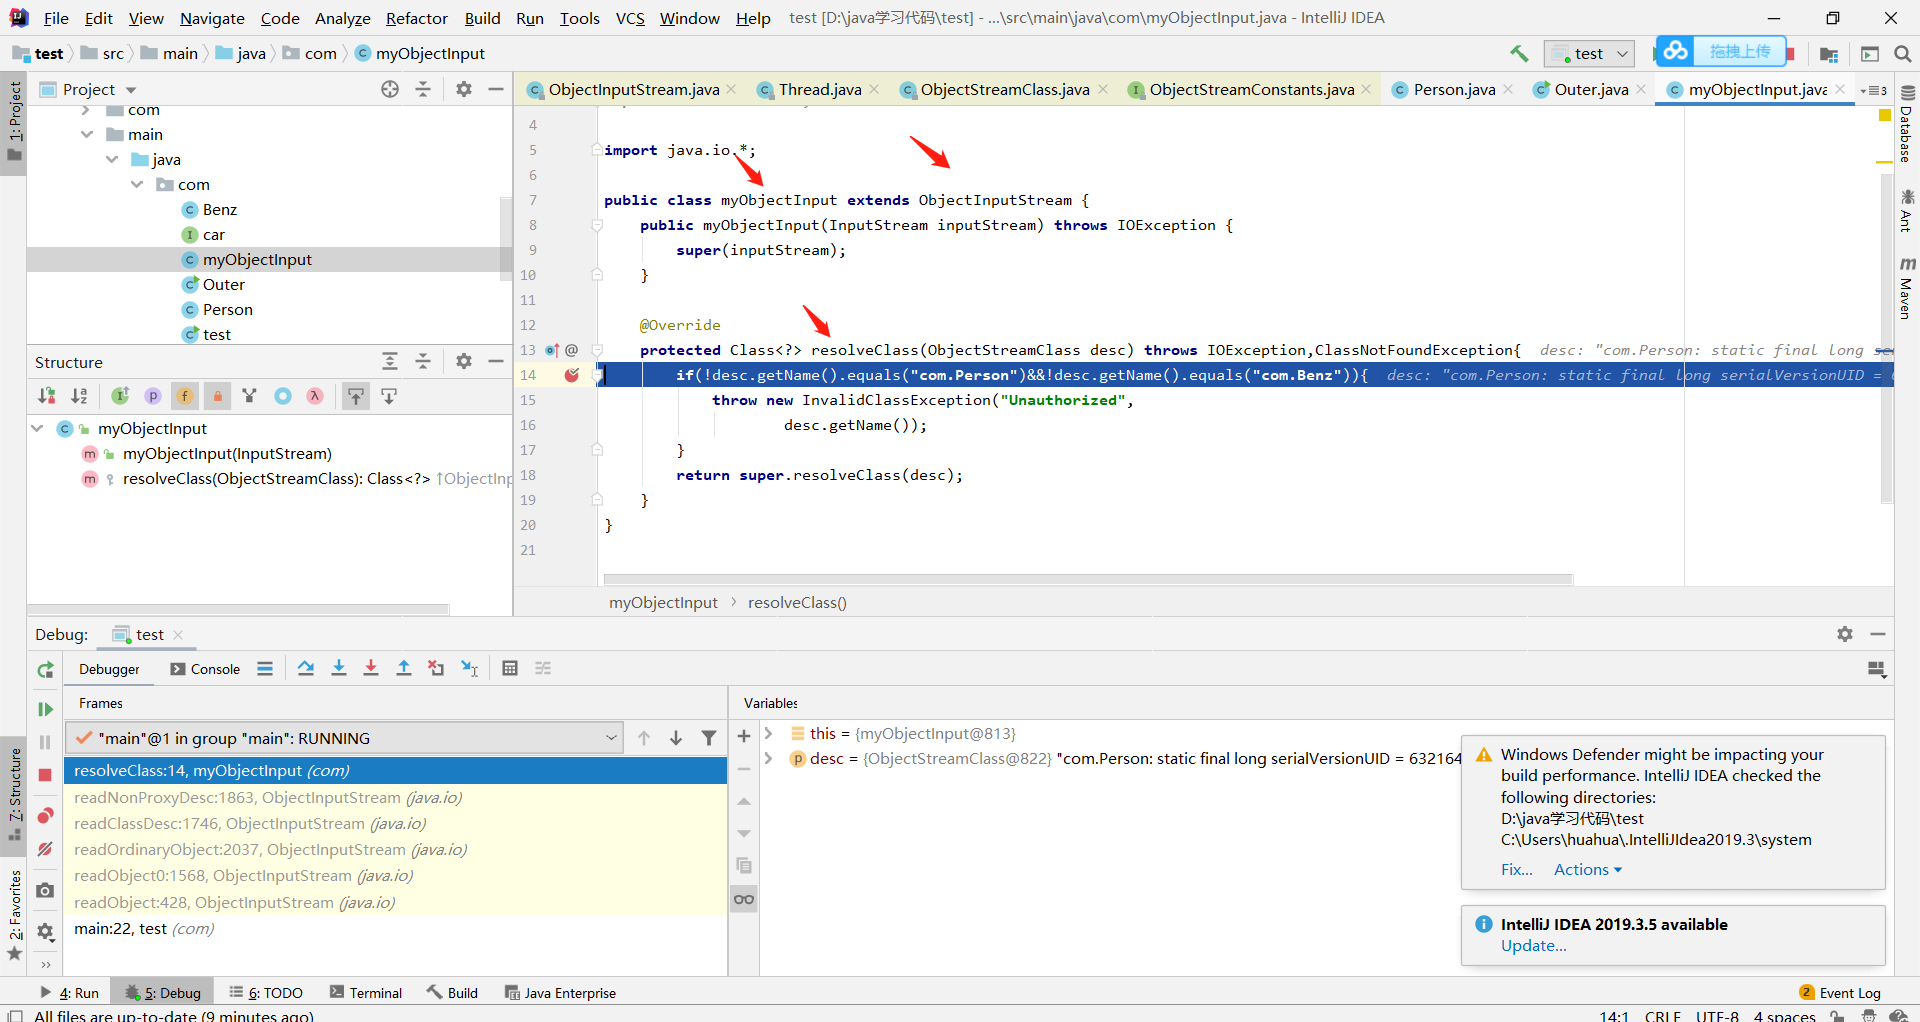 File Edit View Navigate Code Analyze Refactor Build Run Tools VCS Window Help test [D:\java学习代码\test] - ...\src\main\java\com\myObjectInput.java - IntelliJ IDEA
test src main java com myObjectInput test 拖拽上传
1: Project
Project
com
main
java
com
Benz
car
myObjectInput
Outer
Person
test
Structure
myObjectInput
myObjectInput(InputStream)
resolveClass(ObjectStreamClass): Class<?> ↑ObjectInp
ObjectInputStream.java Thread.java ObjectStreamClass.java ObjectStreamConstants.java Person.java Outer.java myObjectInput.java 3
4
5 import java.io.*;
6
7 public class myObjectInput extends ObjectInputStream {
8 public myObjectInput(InputStream inputStream) throws IOException {
9 super(inputStream);
10 }
11
12 @Override
13 @ protected Class<?> resolveClass(ObjectStreamClass desc) throws IOException,ClassNotFoundException{ desc: "com.Person: static final long se
14 if(!desc.getName().equals("com.Person")&&!desc.getName().equals("com.Benz")){ desc: "com.Person: static final long serialVersionUID =
15 throw new InvalidClassException("Unauthorized",
16 desc.getName());
17 }
18 return super.resolveClass(desc);
19 }
20 }
21
myObjectInput > resolveClass()
Database
Ant
Maven
Debug: test
Debugger Console
Frames
"main"@1 in group "main": RUNNING
resolveClass:14, myObjectInput (com)
readNonProxyDesc:1863, ObjectInputStream (java.io)
readClassDesc:1746, ObjectInputStream (java.io)
readOrdinaryObject:2037, ObjectInputStream (java.io)
readObject0:1568, ObjectInputStream (java.io)
readObject:428, ObjectInputStream (java.io)
main:22, test (com)
Variables
this = {myObjectInput@813}
desc = {ObjectStreamClass@822} "com.Person: static final long serialVersionUID = 632164
Windows Defender might be impacting your
build performance. IntelliJ IDEA checked the
following directories:
D:\java学习代码\test
C:\Users\huahua\.IntelliJIdea2019.3\system
Fix... Actions
IntelliJ IDEA 2019.3.5 available
Update...
7: Structure
2: Favorites
4: Run 5: Debug 6: TODO Terminal Build Java Enterprise 2 Event Log
All files are up-to-date (9 minutes ago) 14:1 CRLF UTF-8 4 spaces